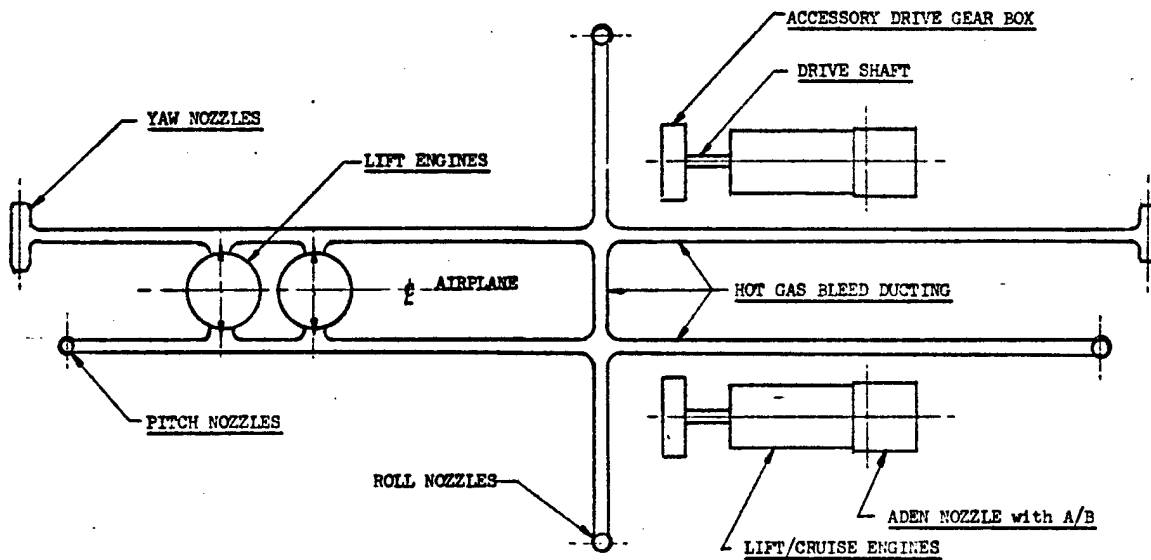 ACCESSORY DRIVE GEAR BOX
DRIVE SHAFT
YAW NOZZLES
LIFT ENGINES
℄ AIRPLANE
HOT GAS BLEED DUCTING
PITCH NOZZLES
ROLL NOZZLES
ADEN NOZZLE with A/B
LIFT/CRUISE ENGINES